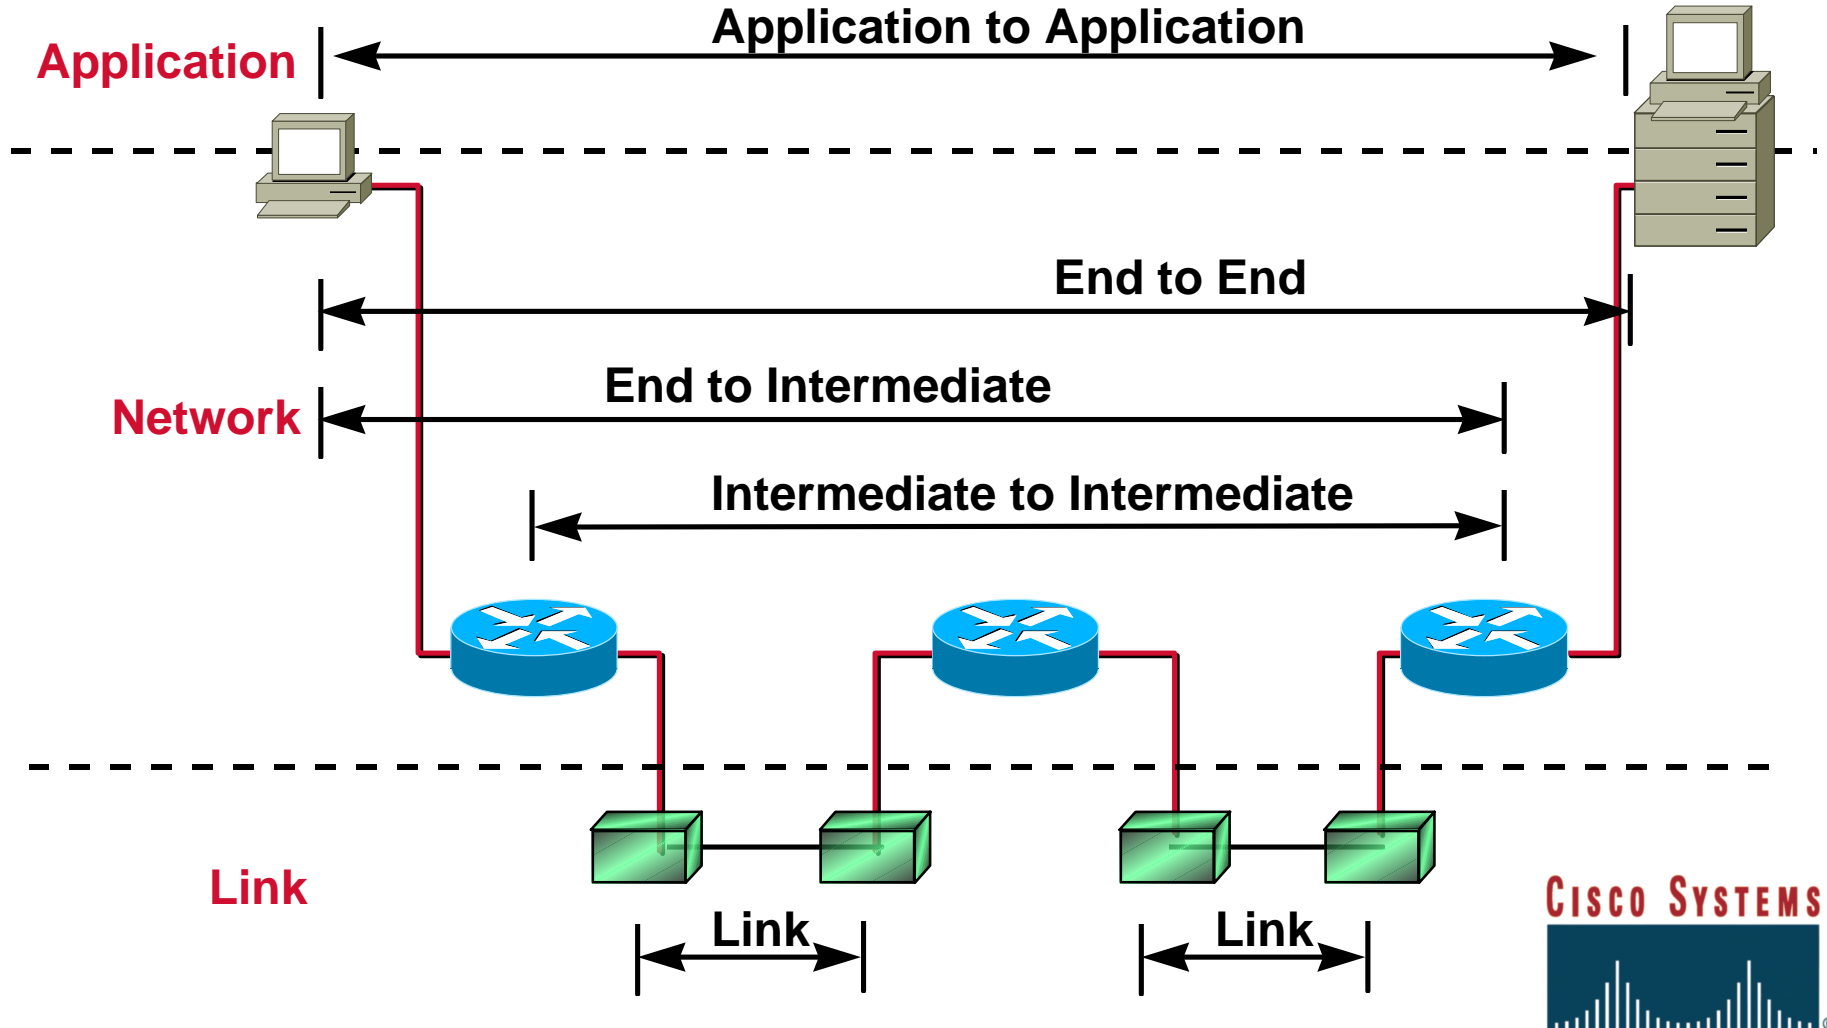 Application to Application
Application
End to End
End to Intermediate
Network
Intermediate to Intermediate
Link
Link
Link
CISCO SYSTEMS
®